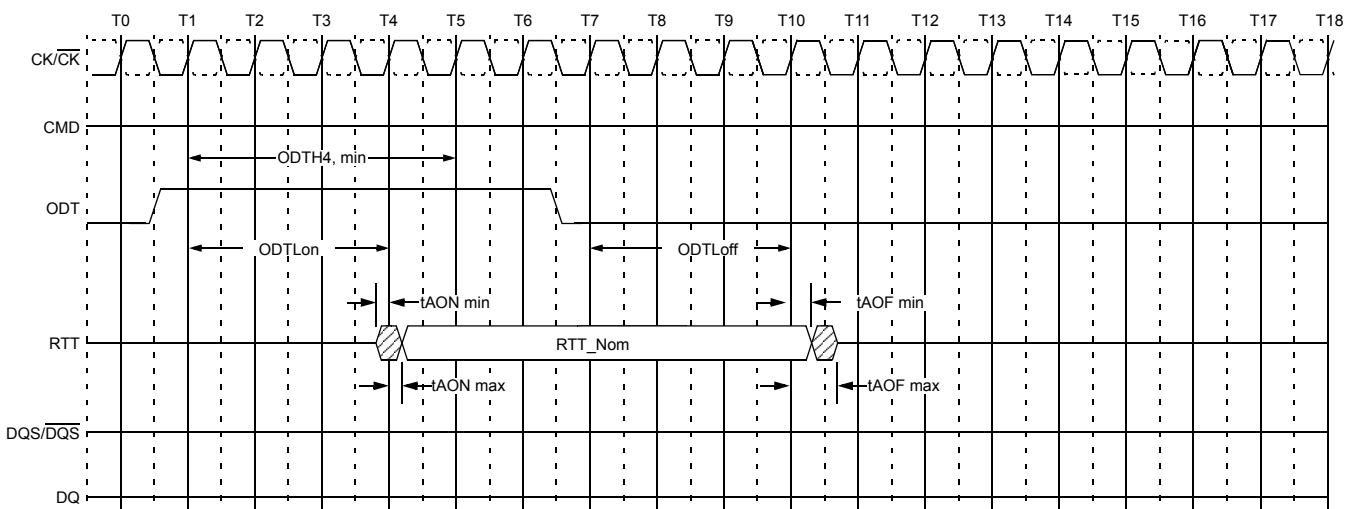 T0 T1 T2 T3 T4 T5 T6 T7 T8 T9 T10 T11 T12 T13 T14 T15 T16 T17 T18
CK/C̅K̅
CMD
ODTH4, min
ODT
ODTLon ODTLoff
tAON min tAOF min
RTT RTT_Nom
tAON max tAOF max
DQS/D̅Q̅S̅
DQ